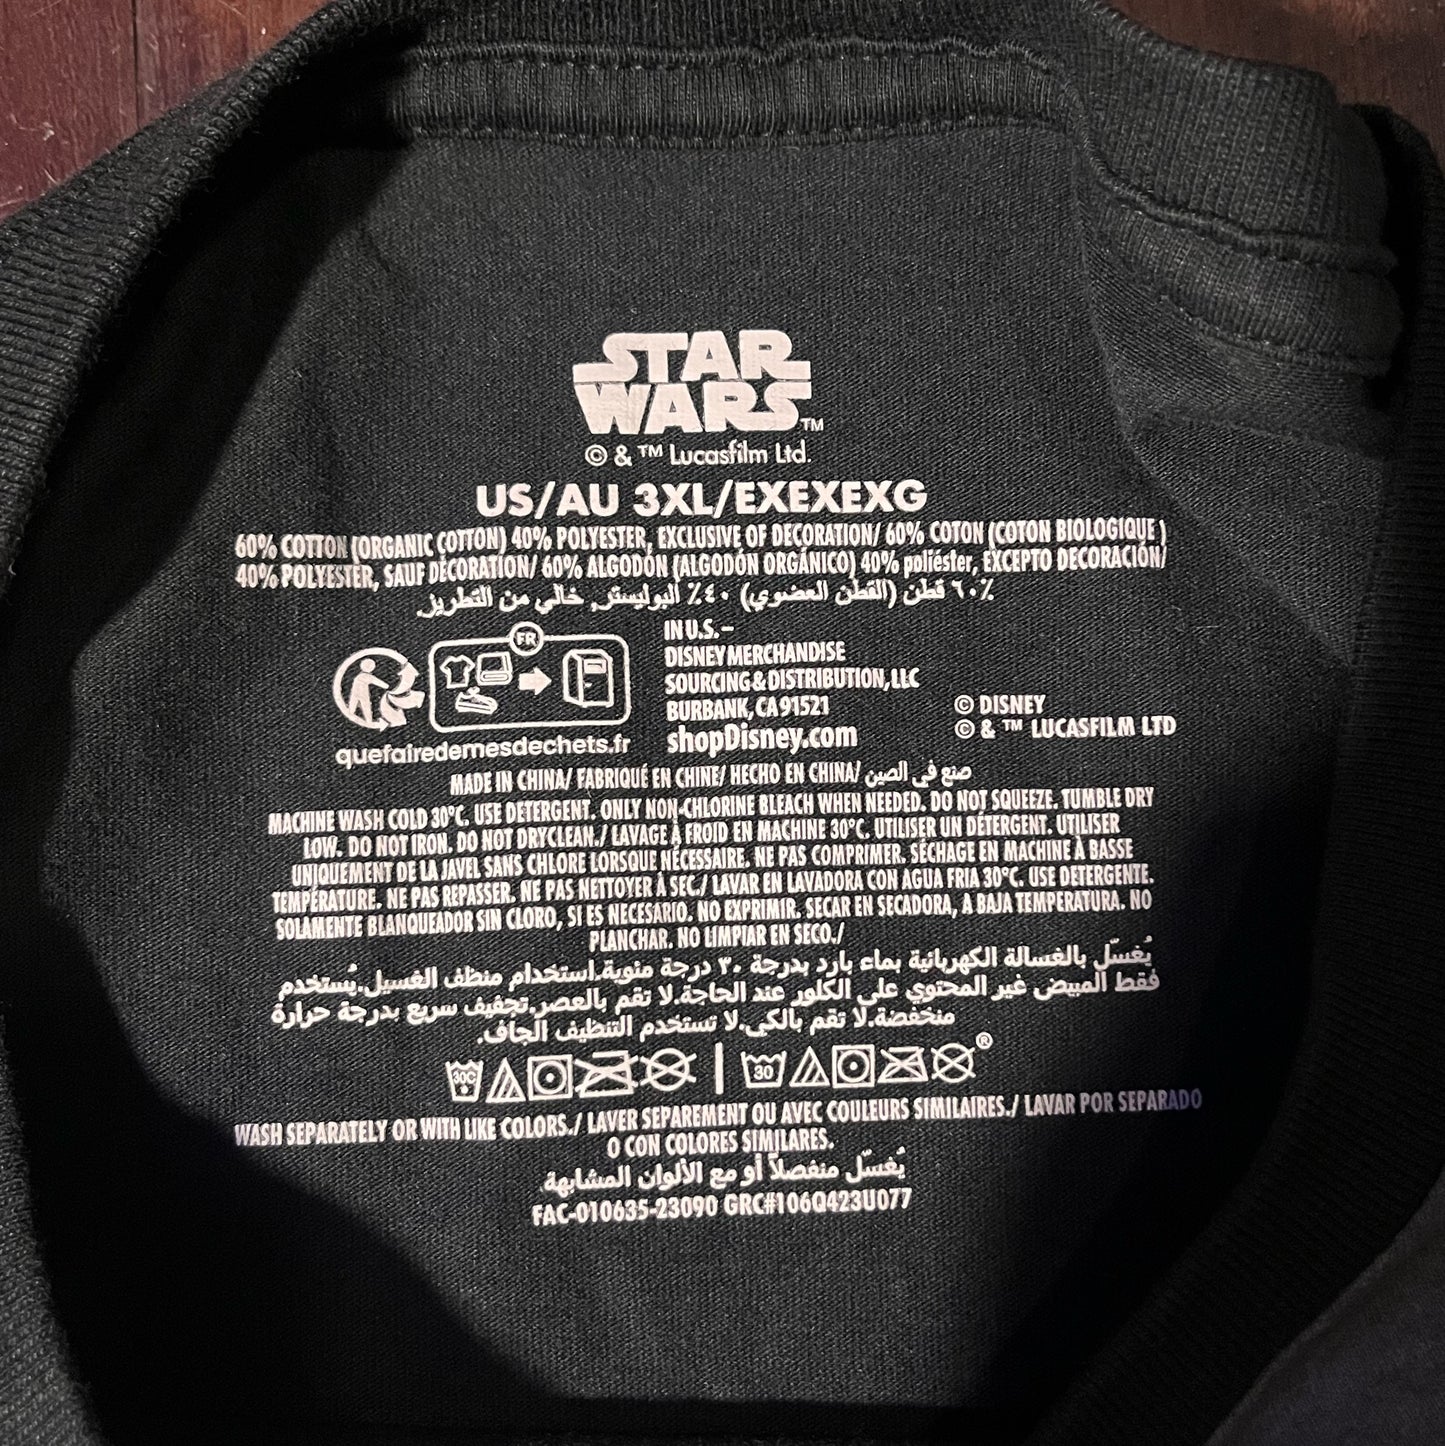 STAR
WARS™
© & ™ Lucasfilm Ltd.
US/AU 3XL/EXEXEXG
60% COTTON (ORGANIC COTTON) 40% POLYESTER, EXCLUSIVE OF DECORATION/ 60% COTON (COTON BIOLOGIQUE )
40% POLYESTER, SAUF DÉCORATION/ 60% ALGODÓN (ALGODÓN ORGÁNICO) 40% poliéster, EXCEPTO DECORACIÓN/
٦٠٪ قطن (القطن العضوي) ٤٠٪ البوليستر, خالي من التطريز.
FR
quefairedemesdechets.fr
IN U.S. –
DISNEY MERCHANDISE
SOURCING & DISTRIBUTION, LLC
BURBANK, CA 91521
shopDisney.com
© DISNEY
© & ™ LUCASFILM LTD
MADE IN CHINA/ FABRIQUÉ EN CHINE/ HECHO EN CHINA/ صنع في الصين
MACHINE WASH COLD 30°C. USE DETERGENT. ONLY NON-CHLORINE BLEACH WHEN NEEDED. DO NOT SQUEEZE. TUMBLE DRY
LOW. DO NOT IRON. DO NOT DRYCLEAN./ LAVAGE À FROID EN MACHINE 30°C. UTILISER UN DÉTERGENT. UTILISER
UNIQUEMENT DE LA JAVEL SANS CHLORE LORSQUE NÉCESSAIRE. NE PAS COMPRIMER. SÉCHAGE EN MACHINE À BASSE
TEMPÉRATURE. NE PAS REPASSER. NE PAS NETTOYER À SEC./ LAVAR EN LAVADORA CON AGUA FRIA 30°C. USE DETERGENTE.
SOLAMENTE BLANQUEADOR SIN CLORO, SI ES NECESARIO. NO EXPRIMIR. SECAR EN SECADORA, A BAJA TEMPERATURA. NO
PLANCHAR. NO LIMPIAR EN SECO./
يُغسّل بالغسالة الكهربائية بماء بارد بدرجة ٣٠ درجة مئوية.استخدام منظف الغسيل.يُستخدم
فقط المبيض غير المحتوي على الكلور عند الحاجة.لا تقم بالعصر.تجفيف سريع بدرجة حرارة
منخفضة.لا تقم بالكي.لا تستخدم التنظيف الجاف.
30C | 30 ®
WASH SEPARATELY OR WITH LIKE COLORS./ LAVER SEPAREMENT OU AVEC COULEURS SIMILAIRES./ LAVAR POR SEPARADO
O CON COLORES SIMILARES.
يُغسّل منفصلاً أو مع الألوان المشابهة.
FAC-010635-23090 GRC#106Q423U077